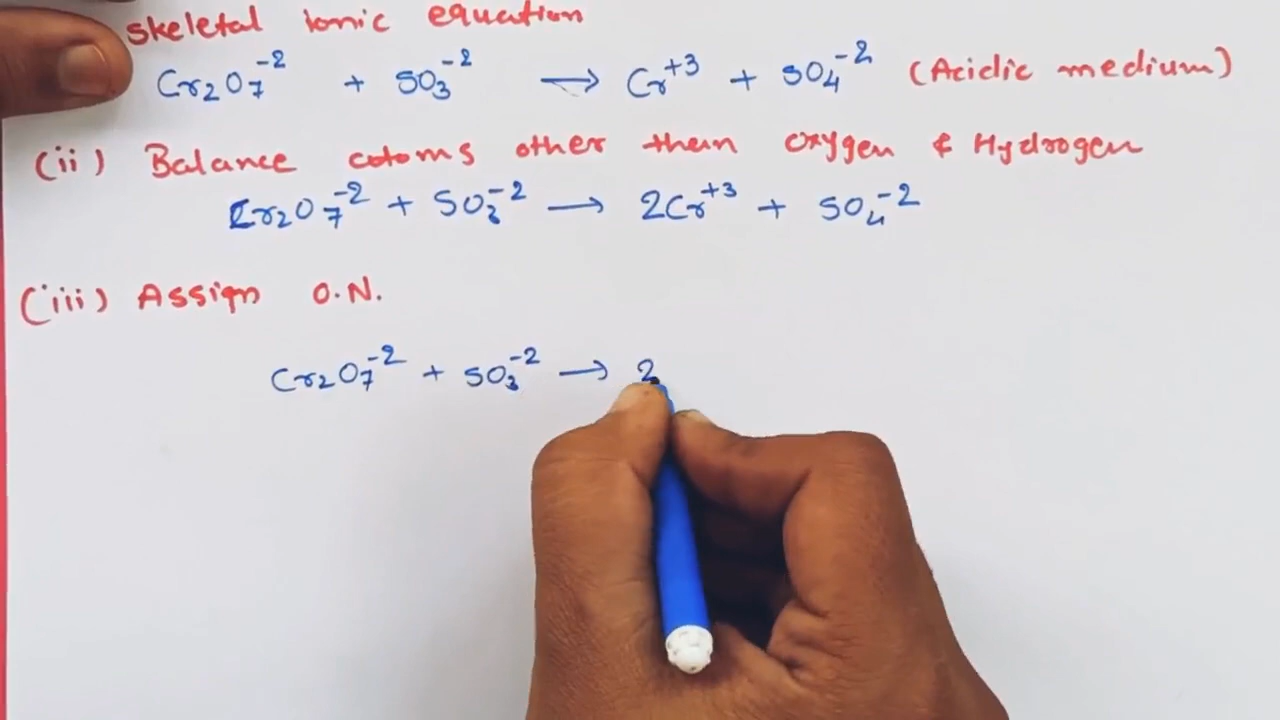 skeletal ionic equation
Cr₂O₇⁻² + SO₃⁻² ⟶ Cr⁺³ + SO₄⁻² (Acidic medium)
(ii) Balance atoms other then oxygen & Hydrogen
Cr₂O₇⁻² + SO₃⁻² ⟶ 2Cr⁺³ + SO₄⁻²
(iii) Assign O.N.
Cr₂O₇⁻² + SO₃⁻² ⟶ 2